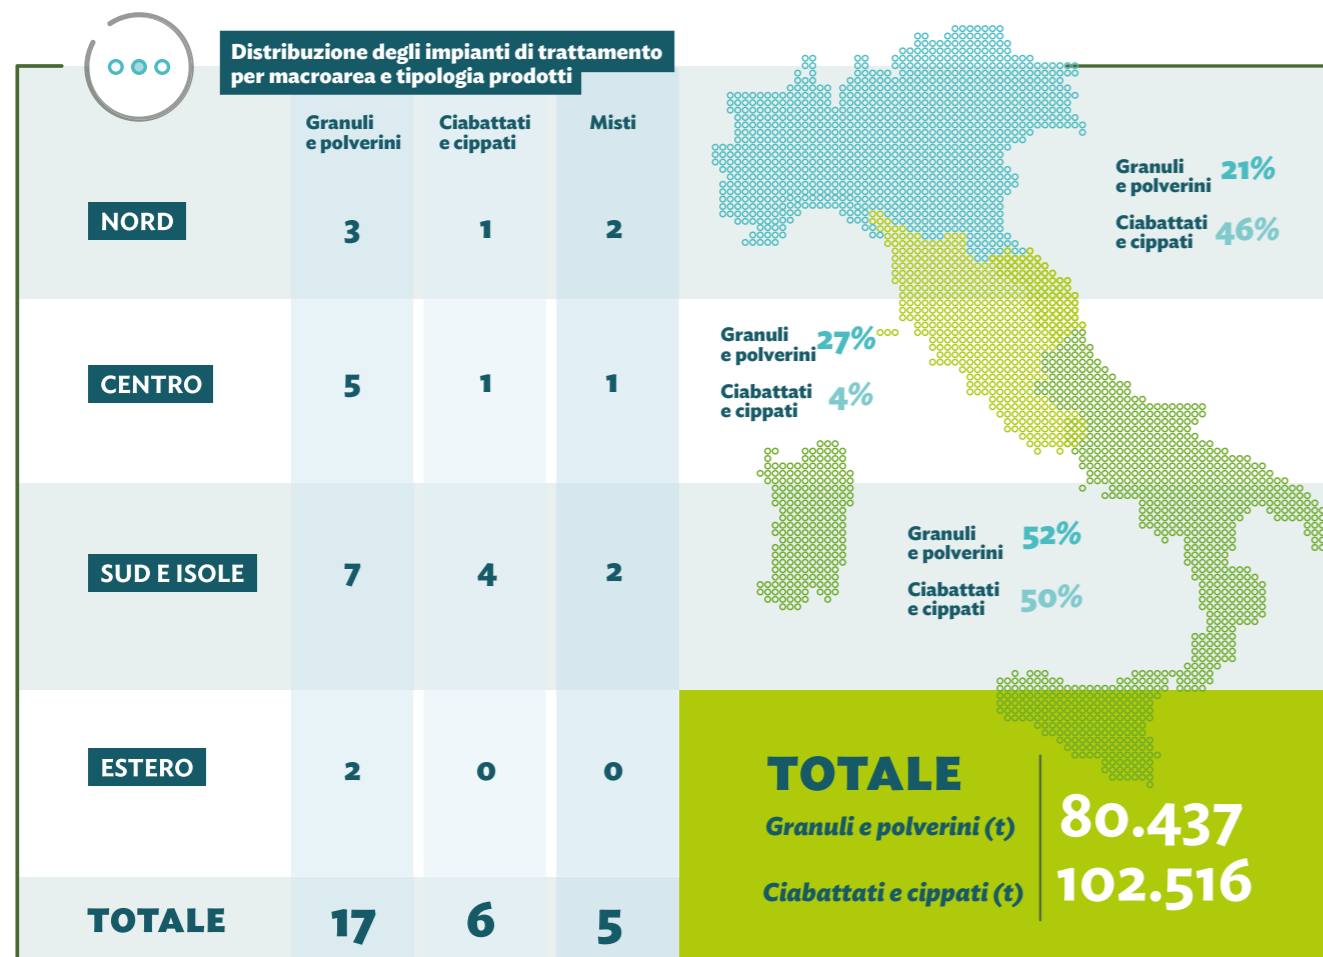 Distribuzione degli impianti di trattamento
per macroarea e tipologia prodotti
Granuli
e polverini
Ciabattati
e cippati
Misti
NORD
3
1
2
CENTRO
5
1
1
SUD E ISOLE
7
4
2
ESTERO
2
0
0
TOTALE
17
6
5
Granuli
e polverini
21%
Ciabattati
e cippati
46%
Granuli
e polverini
27%
Ciabattati
e cippati
4%
Granuli
e polverini
52%
Ciabattati
e cippati
50%
TOTALE
Granuli e polverini (t)
80.437
Ciabattati e cippati (t)
102.516